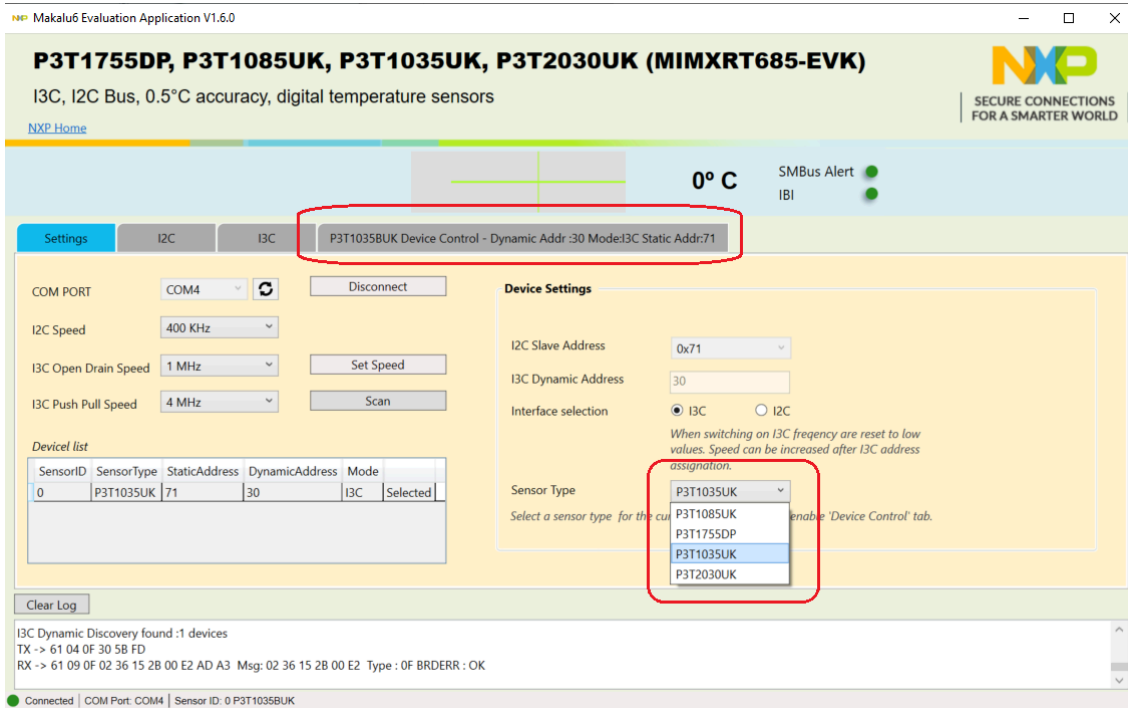 NXP Makalu6 Evaluation Application V1.6.0
P3T1755DP, P3T1085UK, P3T1035UK, P3T2030UK (MIMXRT685-EVK)
I3C, I2C Bus, 0.5°C accuracy, digital temperature sensors
NXP Home
NXP
SECURE CONNECTIONS
FOR A SMARTER WORLD
0º C
SMBus Alert
IBI
Settings
I2C
I3C
P3T1035BUK Device Control - Dynamic Addr :30 Mode:I3C Static Addr:71
COM PORT
COM4
Disconnect
I2C Speed
400 KHz
I3C Open Drain Speed
1 MHz
Set Speed
I3C Push Pull Speed
4 MHz
Scan
Devicel list
SensorID SensorType StaticAddress DynamicAddress Mode
0 P3T1035UK 71 30 I3C Selected
Device Settings
I2C Slave Address
0x71
I3C Dynamic Address
30
Interface selection
I3C
I2C
When switching on I3C freqency are reset to low
values. Speed can be increased after I3C address
assignation.
Sensor Type
P3T1035UK
Select a sensor type for the cu
enable 'Device Control' tab.
P3T1085UK
P3T1755DP
P3T1035UK
P3T2030UK
Clear Log
I3C Dynamic Discovery found :1 devices
TX -> 61 04 0F 30 5B FD
RX -> 61 09 0F 02 36 15 2B 00 E2 AD A3 Msg: 02 36 15 2B 00 E2 Type : 0F BRDERR : OK
Connected COM Port: COM4 Sensor ID: 0 P3T1035BUK